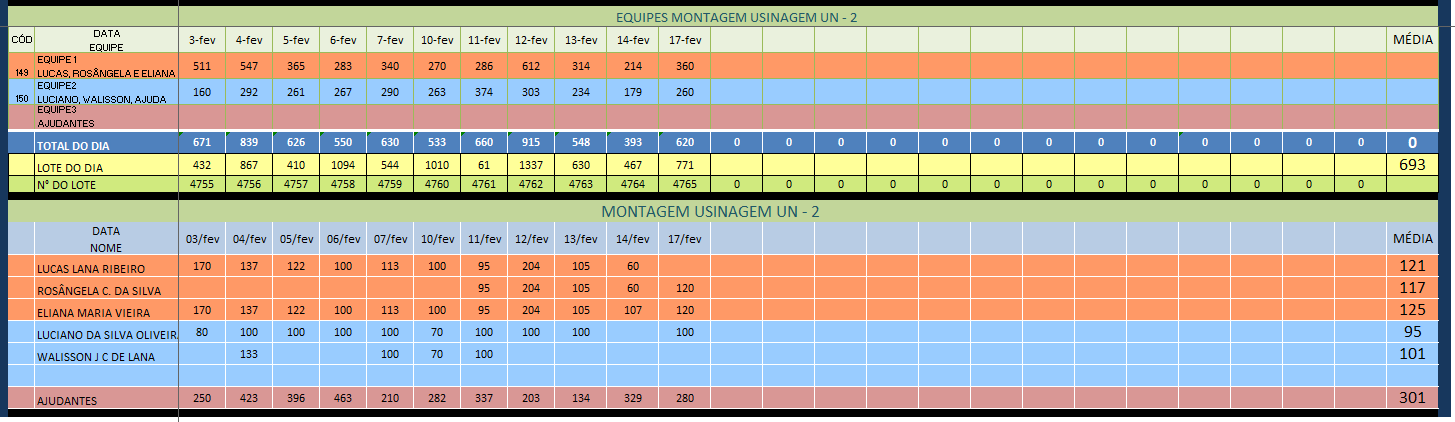 EQUIPES MONTAGEM USINAGEM UN - 2
CÓD DATA EQUIPE 3-fev 4-fev 5-fev 6-fev 7-fev 10-fev 11-fev 12-fev 13-fev 14-fev 17-fev MÉDIA
149 EQUIPE 1 LUCAS, ROSÂNGELA E ELIANA 511 547 365 283 340 270 286 612 314 214 360
150 EQUIPE2 LUCIANO, WALISSON, AJUDA 160 292 261 267 290 263 374 303 234 179 260
EQUIPE3 AJUDANTES
TOTAL DO DIA 671 839 626 550 630 533 660 915 548 393 620 0 0 0 0 0 0 0 0 0 0 0 0 0 0
LOTE DO DIA 432 867 410 1094 544 1010 61 1337 630 467 771 693
N° DO LOTE 4755 4756 4757 4758 4759 4760 4761 4762 4763 4764 4765 0 0 0 0 0 0 0 0 0 0 0 0 0
MONTAGEM USINAGEM UN - 2
DATA NOME 03/fev 04/fev 05/fev 06/fev 07/fev 10/fev 11/fev 12/fev 13/fev 14/fev 17/fev MÉDIA
LUCAS LANA RIBEIRO 170 137 122 100 113 100 95 204 105 60 121
ROSÂNGELA C. DA SILVA 95 204 105 60 120 117
ELIANA MARIA VIEIRA 170 137 122 100 113 100 95 204 105 107 120 125
LUCIANO DA SILVA OLIVEIR 80 100 100 100 100 70 100 100 100 100 95
WALISSON J C DE LANA 133 100 70 100 101
AJUDANTES 250 423 396 463 210 282 337 203 134 329 280 301